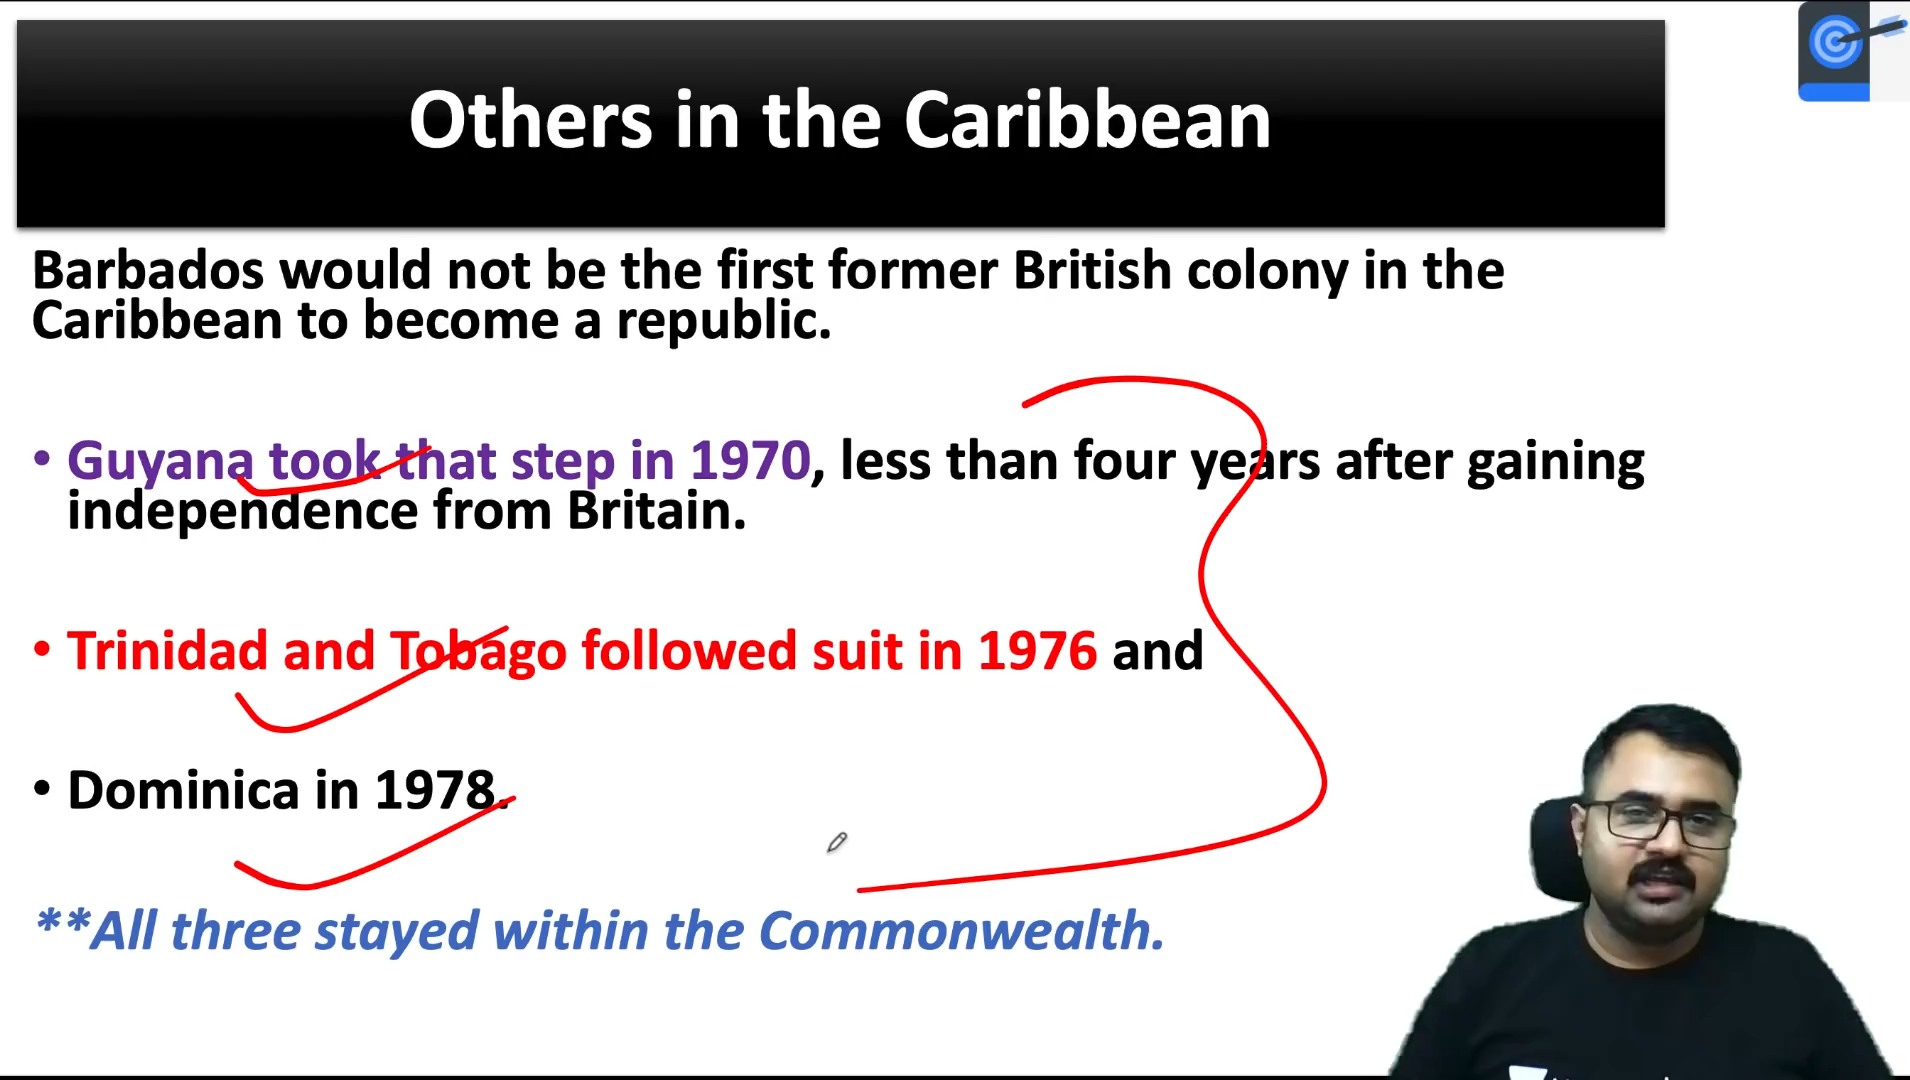 Others in the Caribbean
Barbados would not be the first former British colony in the
Caribbean to become a republic.
• Guyana took that step in 1970, less than four years after gaining
independence from Britain.
• Trinidad and Tobago followed suit in 1976 and
• Dominica in 1978.
**All three stayed within the Commonwealth.